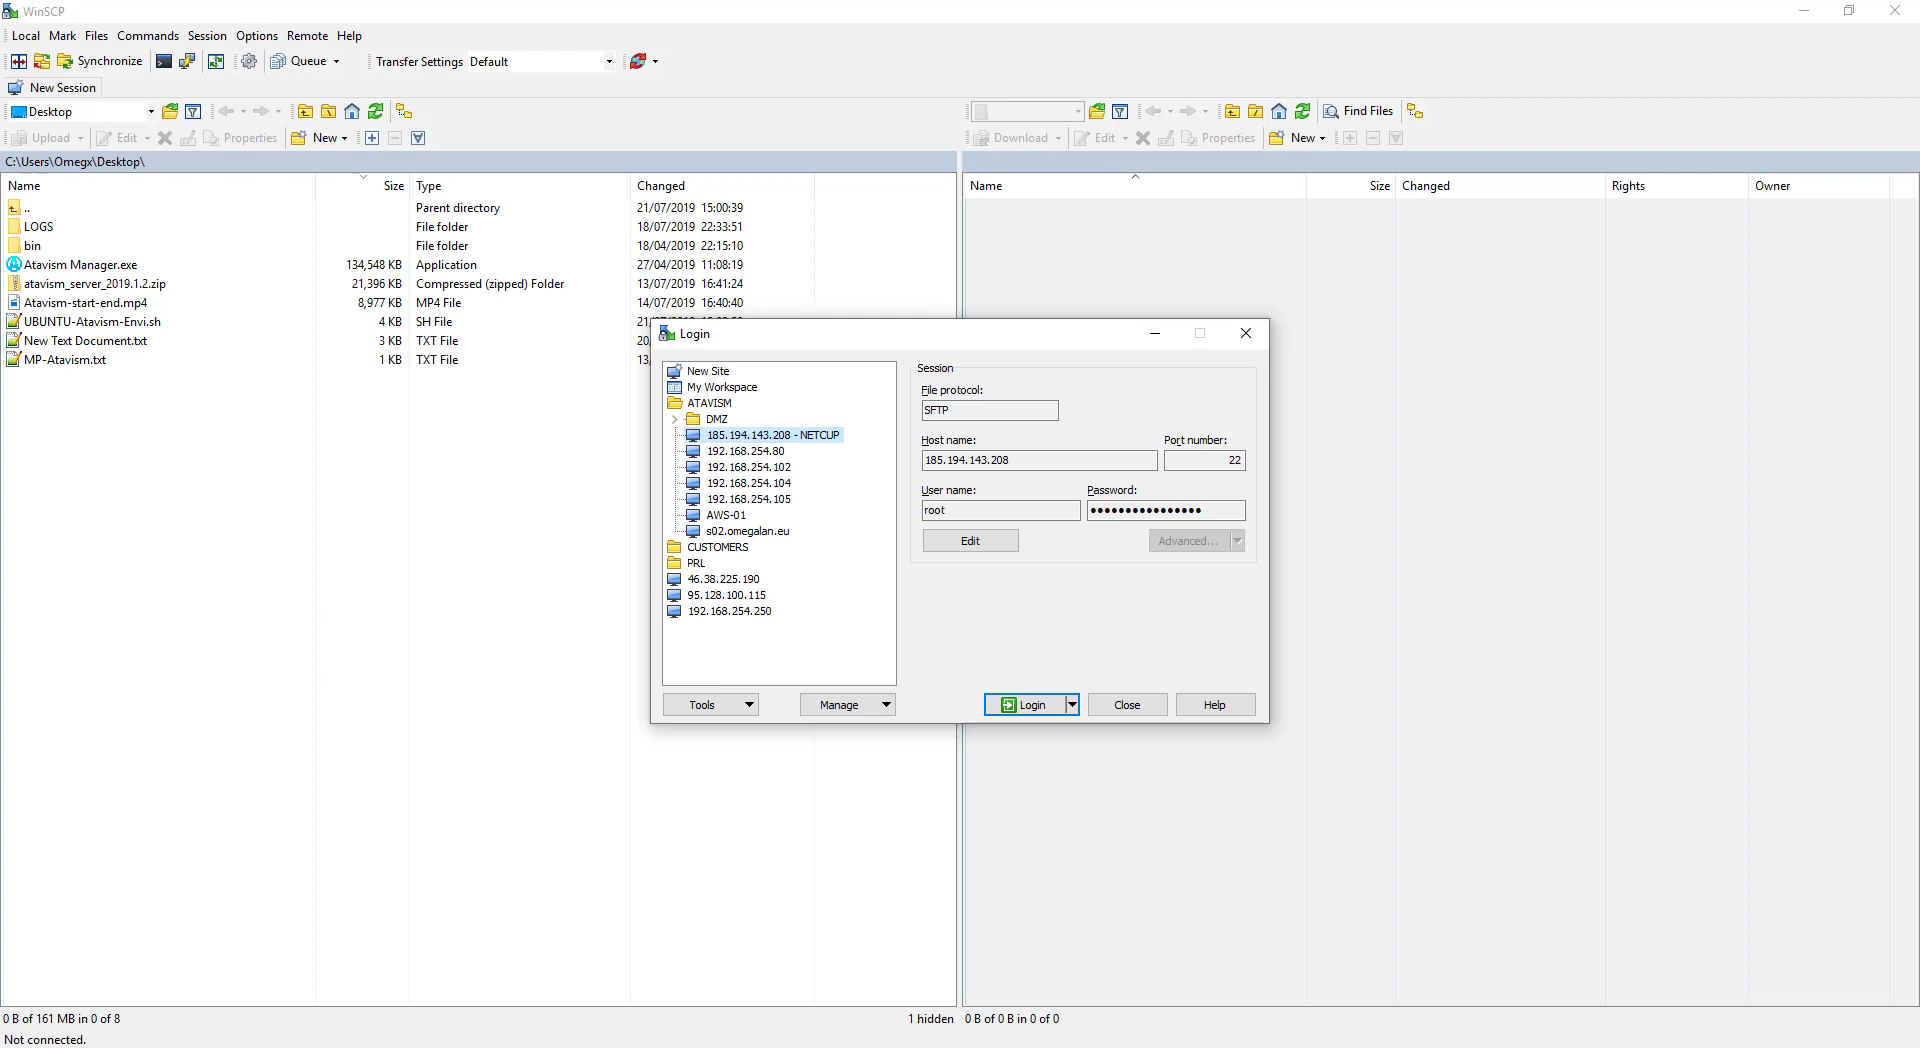 WinSCP
Local Mark Files Commands Session Options Remote Help
Synchronize Queue Transfer Settings Default
New Session
Desktop
Find Files
Upload Edit Properties New
Download Edit Properties New
C:\Users\Omegx\Desktop\
Name Size Type Changed
.. Parent directory 21/07/2019 15:00:39
LOGS File folder 18/07/2019 22:33:51
bin File folder 18/04/2019 22:15:10
Atavism Manager.exe 134,548 KB Application 27/04/2019 11:08:19
atavism_server_2019.1.2.zip 21,396 KB Compressed (zipped) Folder 13/07/2019 16:41:24
Atavism-start-end.mp4 8,977 KB MP4 File 14/07/2019 16:40:40
UBUNTU-Atavism-Envi.sh 4 KB SH File
New Text Document.txt 3 KB TXT File 20,
MP-Atavism.txt 1 KB TXT File 13,
Name Size Changed Rights Owner
Login
New Site
My Workspace
ATAVISM
DMZ
185.194.143.208 - NETCUP
192.168.254.80
192.168.254.102
192.168.254.104
192.168.254.105
AWS-01
s02.omegalan.eu
CUSTOMERS
PRL
46.38.225.190
95.128.100.115
192.168.254.250
Session
File protocol:
SFTP
Host name: Port number:
185.194.143.208 22
User name: Password:
root ••••••••••••••••
Edit Advanced...
Tools Manage Login Close Help
0 B of 161 MB in 0 of 8 1 hidden 0 B of 0 B in 0 of 0
Not connected.